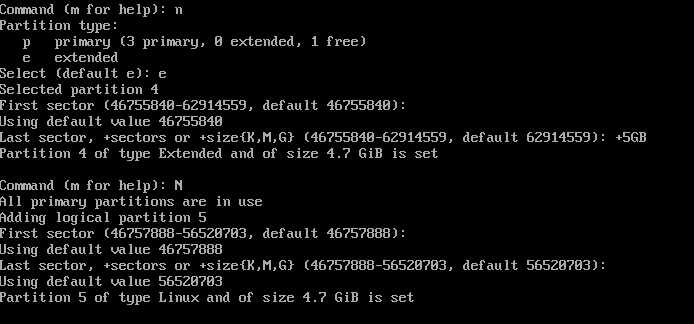 Command (m for help): n
Partition type:
   p   primary (3 primary, 0 extended, 1 free)
   e   extended
Select (default e): e
Selected partition 4
First sector (46755840-62914559, default 46755840):
Using default value 46755840
Last sector, +sectors or +size{K,M,G} (46755840-62914559, default 62914559): +5GB
Partition 4 of type Extended and of size 4.7 GiB is set

Command (m for help): N
All primary partitions are in use
Adding logical partition 5
First sector (46757888-56520703, default 46757888):
Using default value 46757888
Last sector, +sectors or +size{K,M,G} (46757888-56520703, default 56520703):
Using default value 56520703
Partition 5 of type Linux and of size 4.7 GiB is set